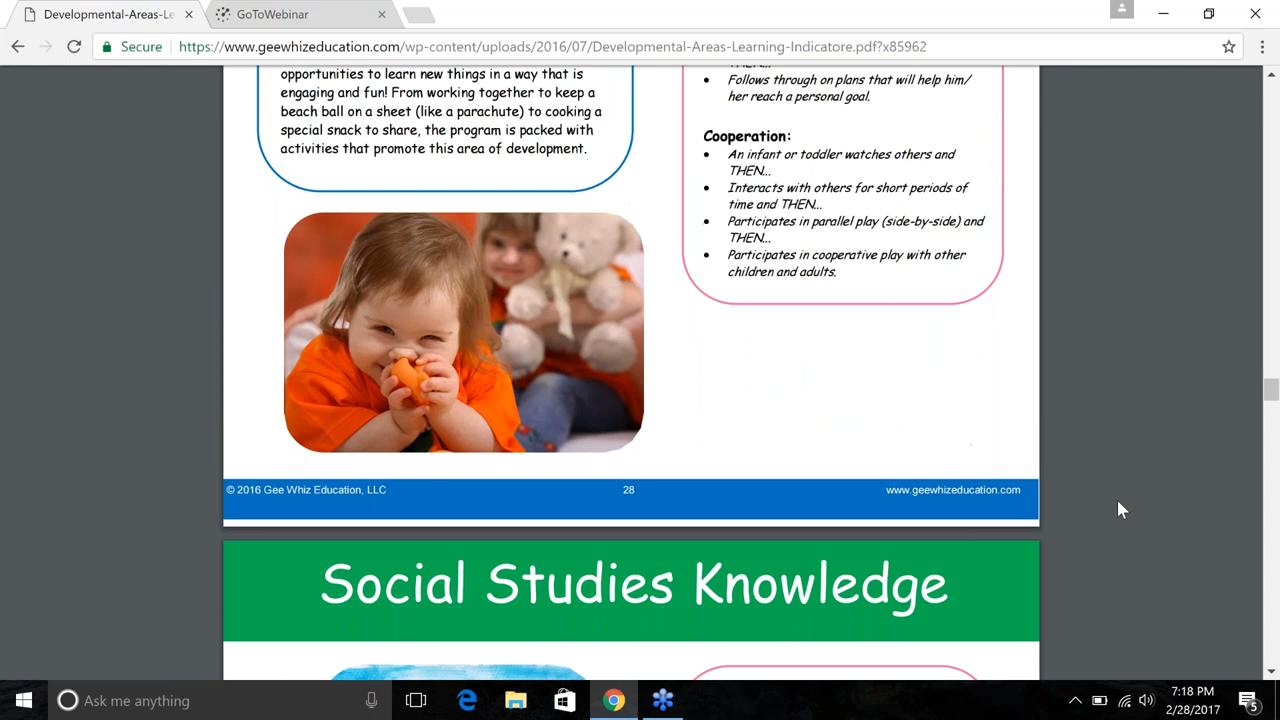 Developmental-Areas-Le
GoToWebinar
Secure
https://www.geewhizeducation.com/wp-content/uploads/2016/07/Developmental-Areas-Learning-Indicatore.pdf?x85962
opportunities to learn new things in a way that is
engaging and fun! From working together to keep a
beach ball on a sheet (like a parachute) to cooking a
special snack to share, the program is packed with
activities that promote this area of development.
THEN...
• Follows through on plans that will help him/
her reach a personal goal.
Cooperation:
• An infant or toddler watches others and
THEN...
• Interacts with others for short periods of
time and THEN...
• Participates in parallel play (side-by-side) and
THEN...
• Participates in cooperative play with other
children and adults.
© 2016 Gee Whiz Education, LLC
28
www.geewhizeducation.com
Social Studies Knowledge
Ask me anything
7:18 PM
2/28/2017
5